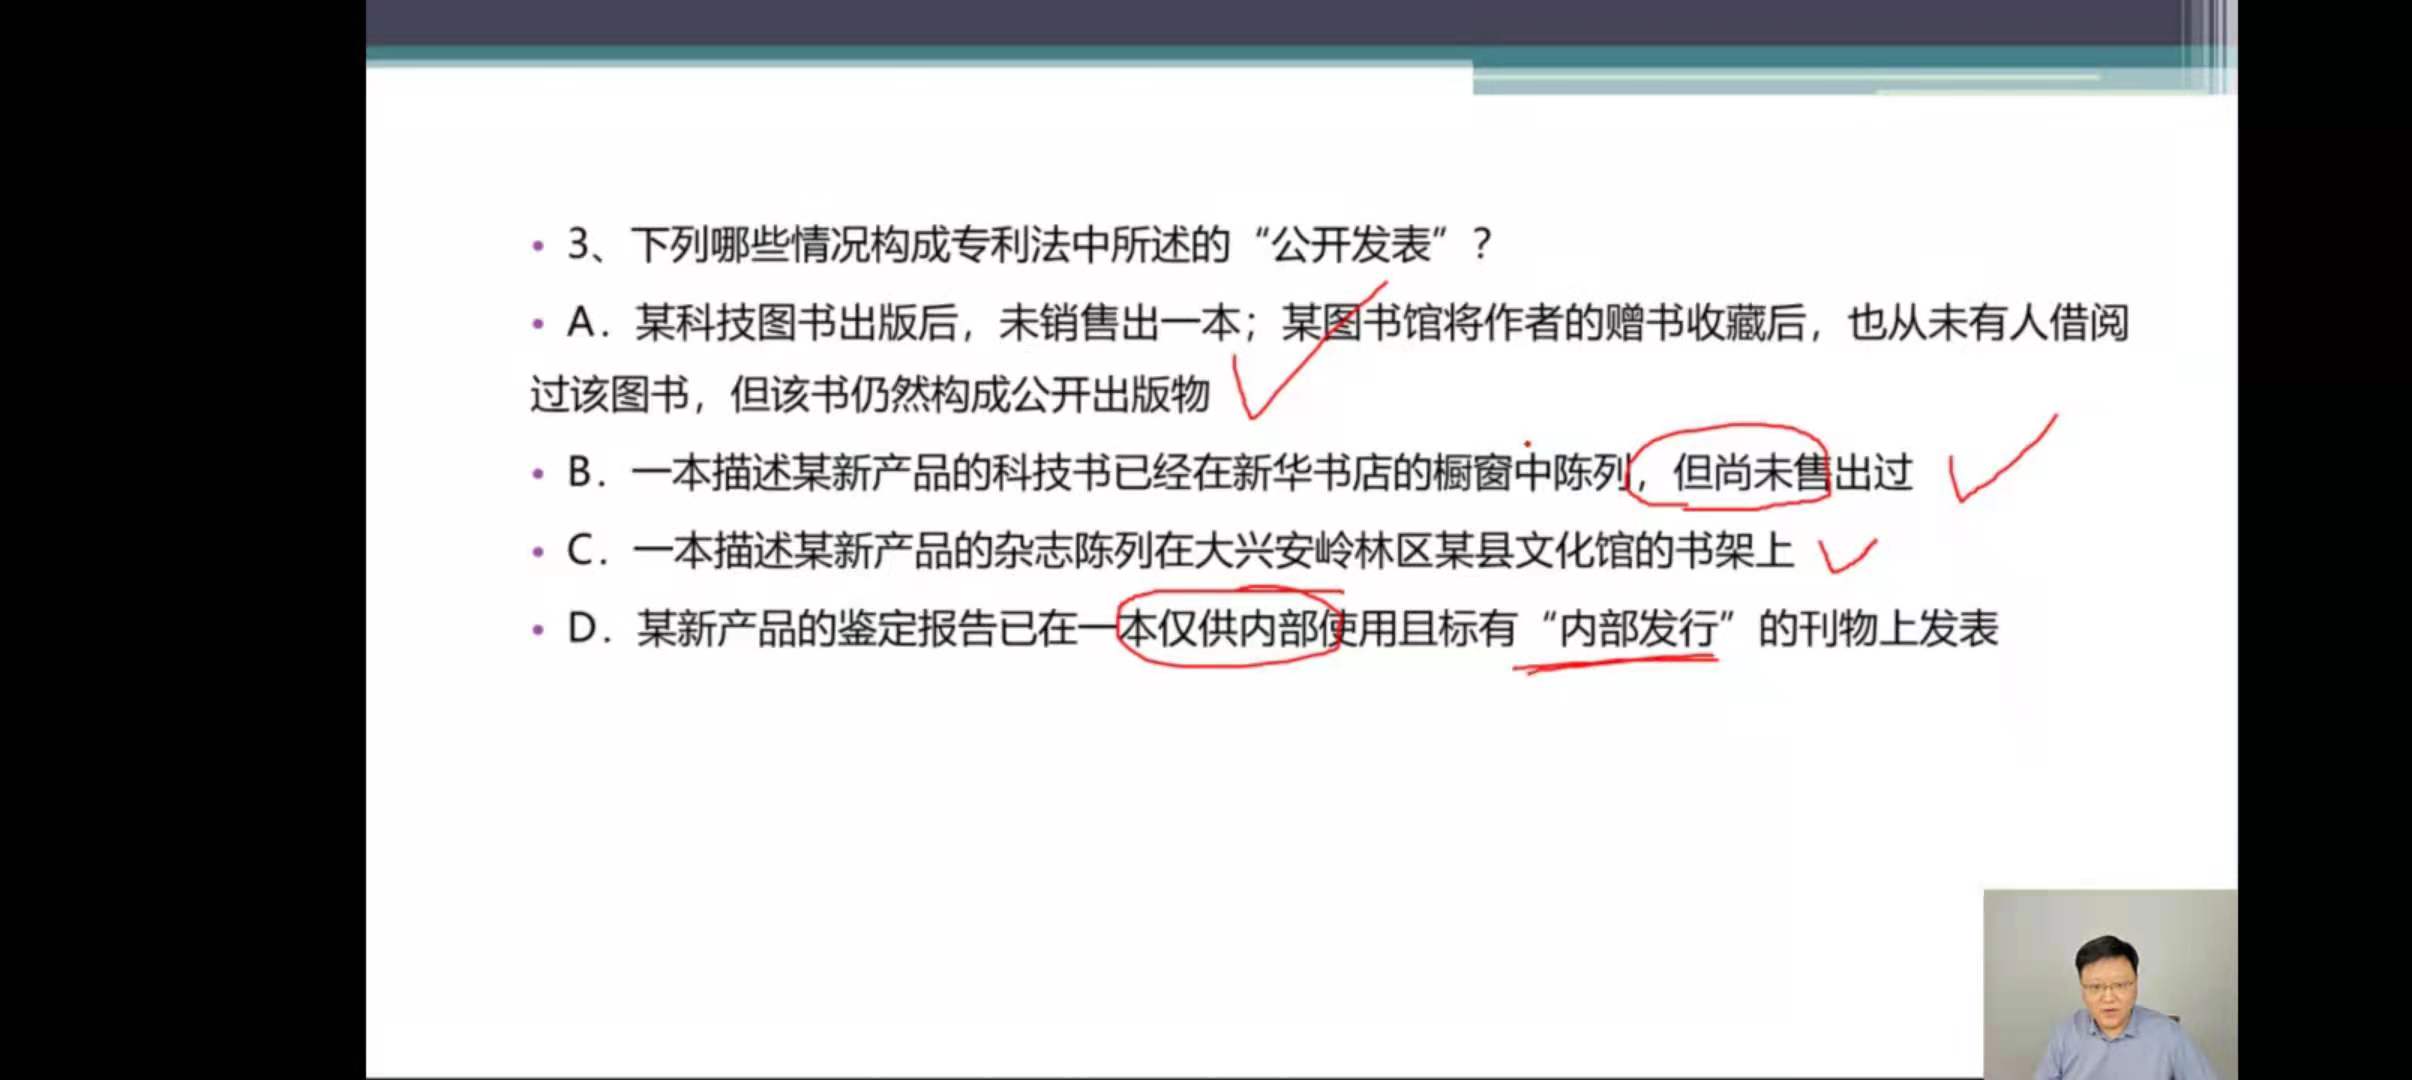 • 3、下列哪些情况构成专利法中所述的“公开发表”?
• A．某科技图书出版后，未销售出一本；某图书馆将作者的赠书收藏后，也从未有人借阅
过该图书，但该书仍然构成公开出版物
• B．一本描述某新产品的科技书已经在新华书店的橱窗中陈列，但尚未售出过
• C．一本描述某新产品的杂志陈列在大兴安岭林区某县文化馆的书架上
• D．某新产品的鉴定报告已在一本仅供内部使用且标有“内部发行”的刊物上发表